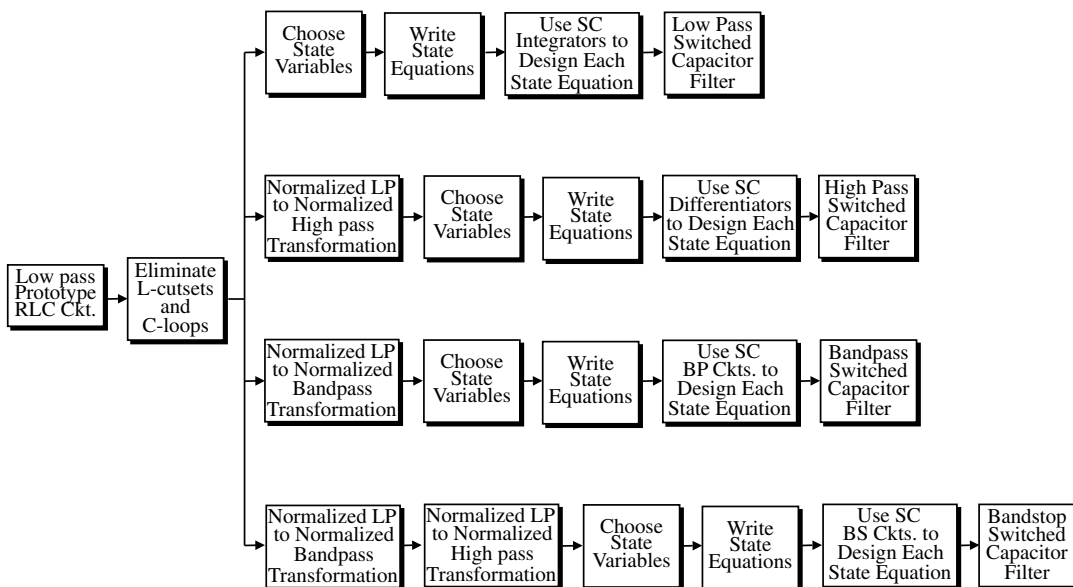 Low pass
Prototype
RLC Ckt.
Eliminate
L-cutsets
and
C-loops
Choose
State
Variables
Write
State
Equations
Use SC
Integrators to
Design Each
State Equation
Low Pass
Switched
Capacitor
Filter
Normalized LP
to Normalized
High pass
Transformation
Choose
State
Variables
Write
State
Equations
Use SC
Differentiators
to Design Each
State Equation
High Pass
Switched
Capacitor
Filter
Normalized LP
to Normalized
Bandpass
Transformation
Choose
State
Variables
Write
State
Equations
Use SC
BP Ckts. to
Design Each
State Equation
Bandpass
Switched
Capacitor
Filter
Normalized LP
to Normalized
Bandpass
Transformation
Normalized LP
to Normalized
High pass
Transformation
Choose
State
Variables
Write
State
Equations
Use SC
BS Ckts. to
Design Each
State Equation
Bandstop
Switched
Capacitor
Filter